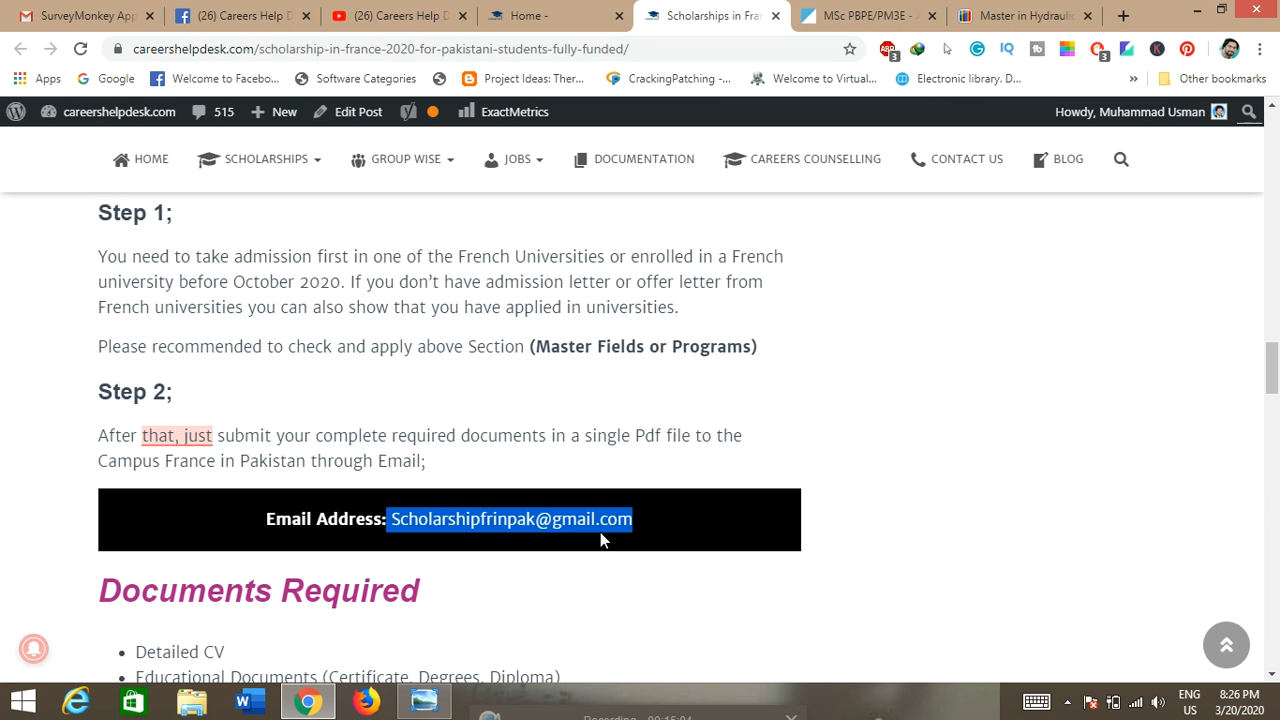 SurveyMonkey App
(26) Careers Help D
(26) Careers Help D
Home -
Scholarships in Fra
MSc PBPE/PM3E - A
Master in Hydraulic
careershelpdesk.com/scholarship-in-france-2020-for-pakistani-students-fully-funded/
Apps
Google
Welcome to Facebo...
Software Categories
Project Ideas: Ther...
CrackingPatching -...
Welcome to Virtual...
Electronic library. D...
Other bookmarks
careershelpdesk.com
515
New
Edit Post
ExactMetrics
Howdy, Muhammad Usman
HOME
SCHOLARSHIPS
GROUP WISE
JOBS
DOCUMENTATION
CAREERS COUNSELLING
CONTACT US
BLOG
Step 1;
You need to take admission first in one of the French Universities or enrolled in a French
university before October 2020. If you don’t have admission letter or offer letter from
French universities you can also show that you have applied in universities.
Please recommended to check and apply above Section (Master Fields or Programs)
Step 2;
After that, just submit your complete required documents in a single Pdf file to the
Campus France in Pakistan through Email;
Email Address: Scholarshipfrinpak@gmail.com
Documents Required
• Detailed CV
• Educational Documents (Certificate, Degrees, Diploma)
ENG
US
8:26 PM
3/20/2020